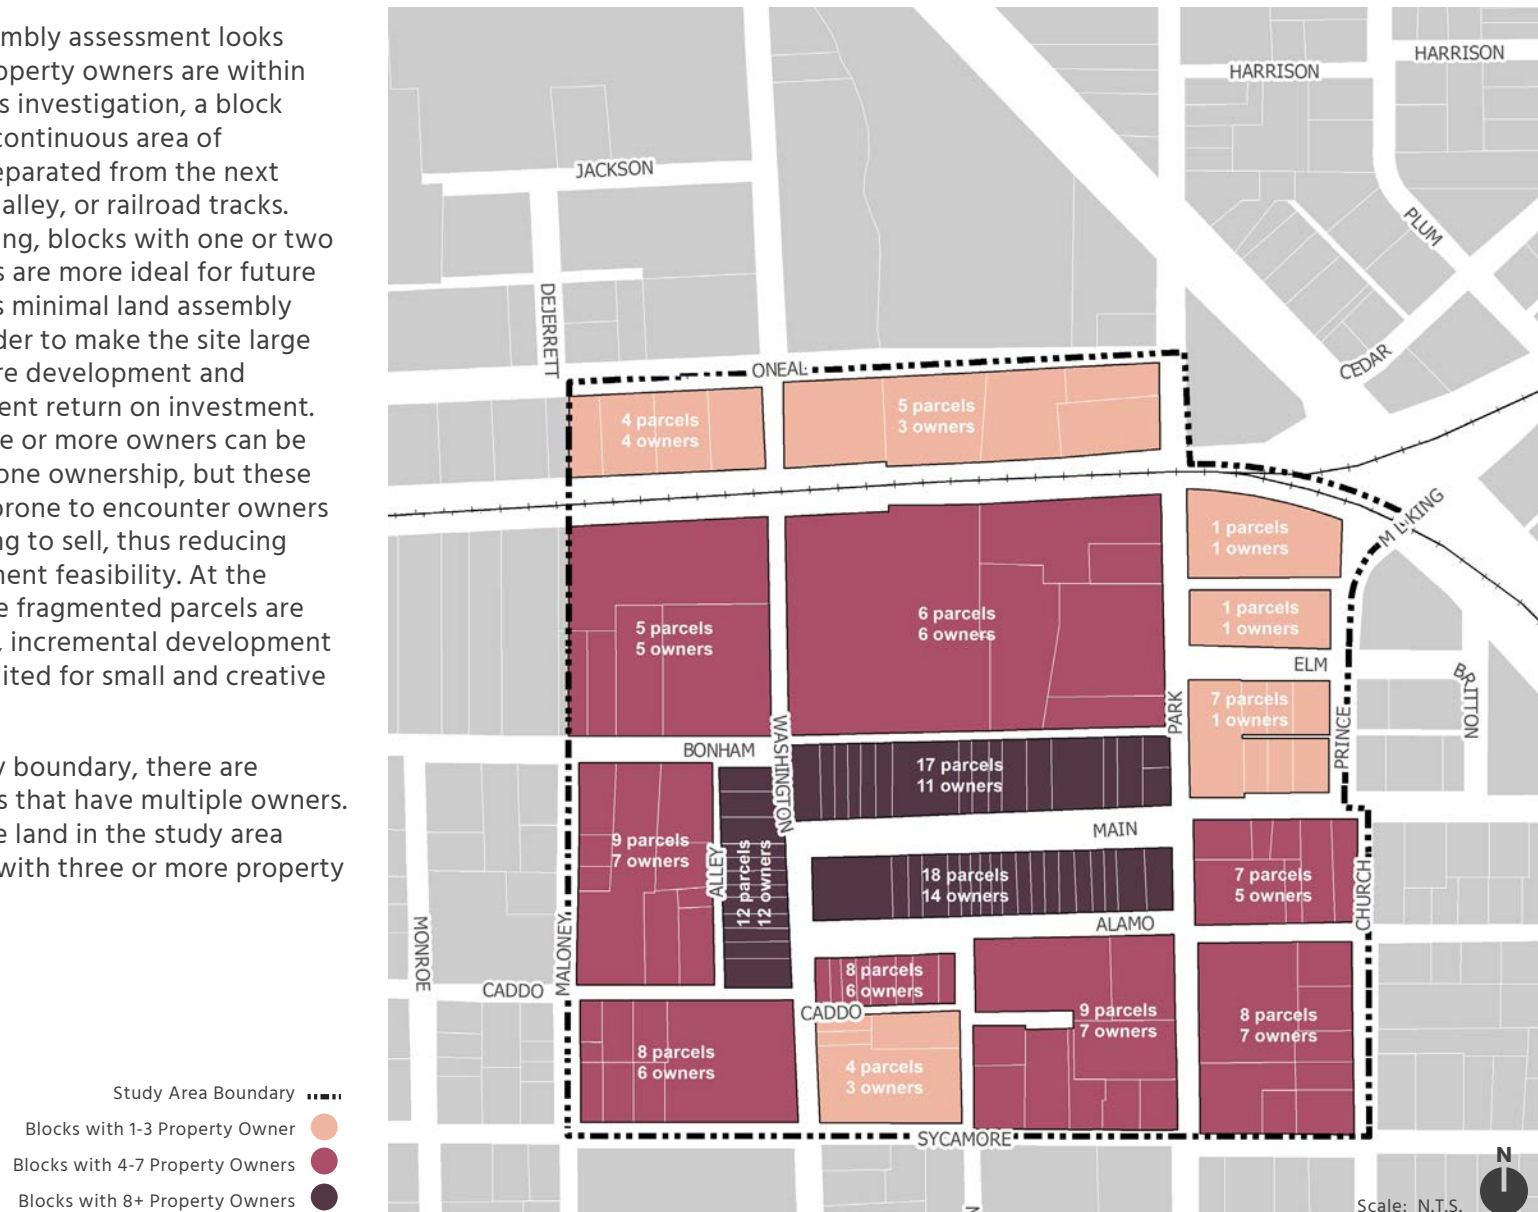 mbly assessment looks
operty owners are within
s investigation, a block
continuous area of
eparated from the next
alley, or railroad tracks.
ng, blocks with one or two
s are more ideal for future
s minimal land assembly
der to make the site large
re development and
ent return on investment.
e or more owners can be
one ownership, but these
prone to encounter owners
ng to sell, thus reducing
nent feasibility. At the
e fragmented parcels are
, incremental development
ited for small and creative
y boundary, there are
s that have multiple owners.
e land in the study area
with three or more property
Study Area Boundary
Blocks with 1-3 Property Owner
Blocks with 4-7 Property Owners
Blocks with 8+ Property Owners
HARRISON
HARRISON
JACKSON
PLUM
DEJERRETT
CEDAR
ONEAL
4 parcels
4 owners
5 parcels
3 owners
M L KING
1 parcels
1 owners
1 parcels
1 owners
5 parcels
5 owners
6 parcels
6 owners
ELM
BRITTON
7 parcels
1 owners
PARK
PRINCE
WASHINGTON
BONHAM
17 parcels
11 owners
MAIN
9 parcels
7 owners
ALLEY
12 parcels
12 owners
18 parcels
14 owners
7 parcels
5 owners
CHURCH
ALAMO
MONROE
MALONEY
CADDO
8 parcels
6 owners
CADDO
9 parcels
7 owners
8 parcels
7 owners
8 parcels
6 owners
4 parcels
3 owners
SYCAMORE
N
Scale: N.T.S.